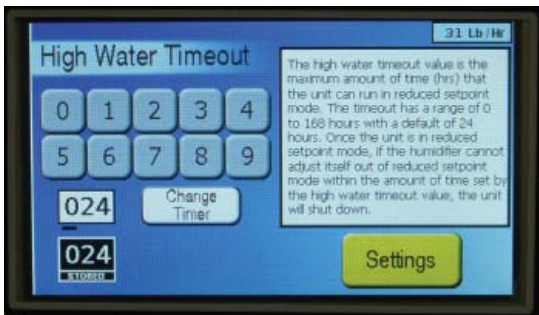 31 Lb/Hr
High Water Timeout
0 1 2 3 4
5 6 7 8 9
024
Change
Timer
024
STORED
The high water timeout value is the
maximum amount of time (hrs) that
the unit can run in reduced setpoint
mode. The timeout has a range of 0
to 168 hours with a default of 24
hours. Once the unit is in reduced
setpoint mode, if the humidifier cannot
adjust itself out of reduced setpoint
mode within the amount of time set by
the high water timeout value, the unit
will shut down.
Settings